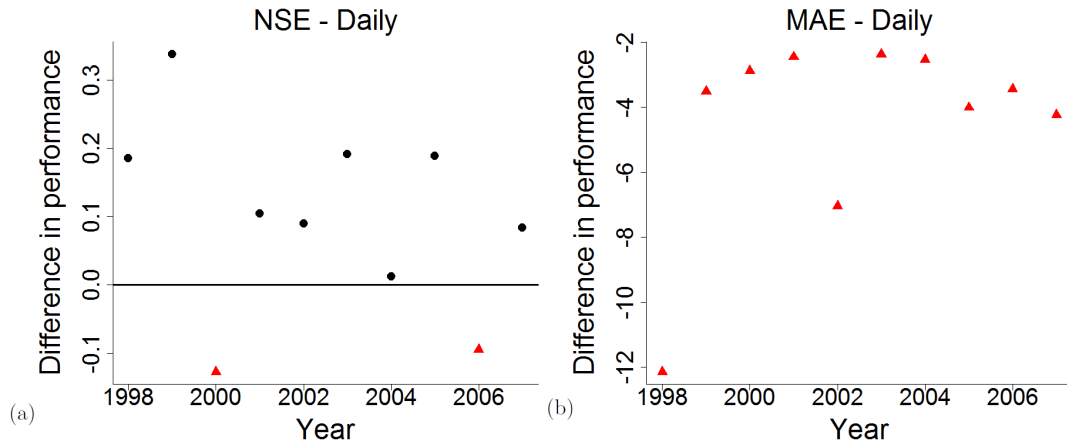 NSE - Daily
Difference in performance
0.3
0.2
0.1
0.0
-0.1
1998 2000 2002 2004 2006
Year
(a)
MAE - Daily
Difference in performance
-2
-4
-6
-8
-10
-12
1998 2000 2002 2004 2006
Year
(b)